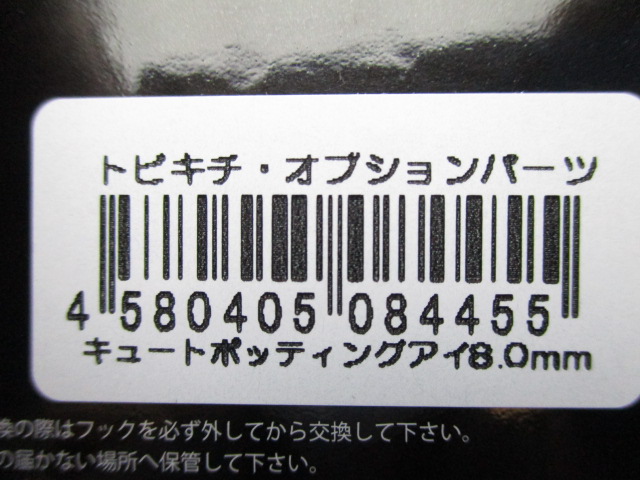 トビキチ・オプションパーツ
4 580405 084455
キュートポッティングアイ8.0mm
換の際はフックを必ず外してから交換して下さい。
の届かない場所へ保管して下さい。